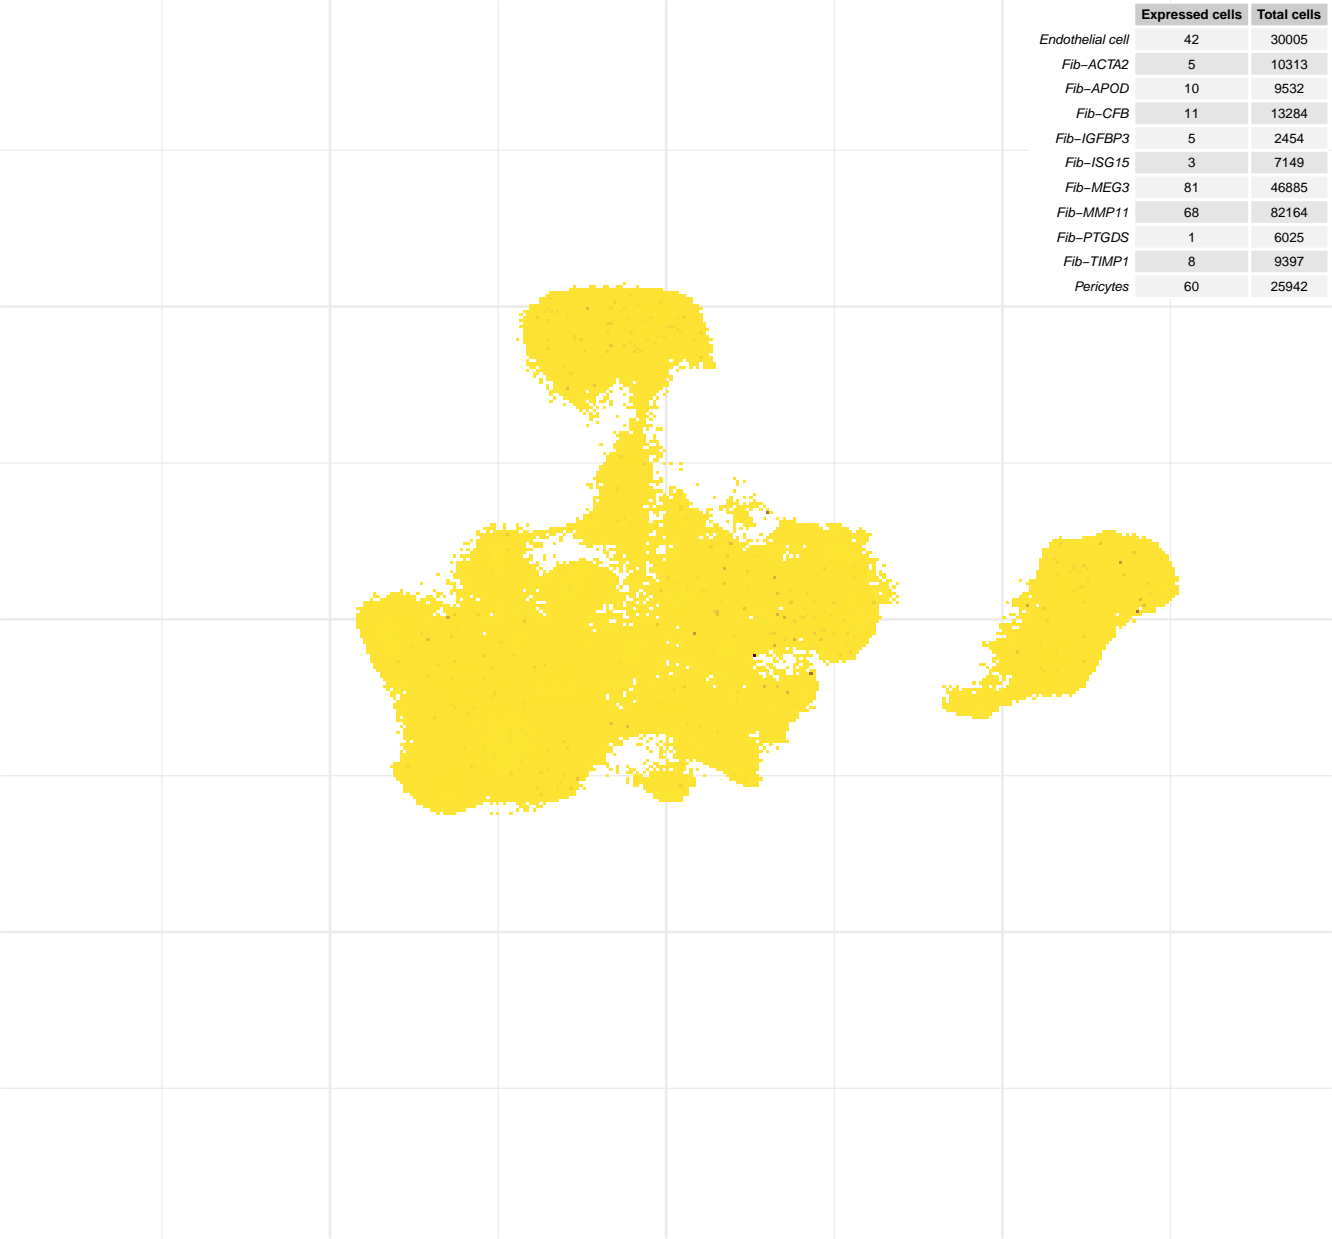 Expressed cells Total cells
Endothelial cell 42 30005
Fib−ACTA2 5 10313
Fib−APOD 10 9532
Fib−CFB 11 13284
Fib−IGFBP3 5 2454
Fib−ISG15 3 7149
Fib−MEG3 81 46885
Fib−MMP11 68 82164
Fib−PTGDS 1 6025
Fib−TIMP1 8 9397
Pericytes 60 25942